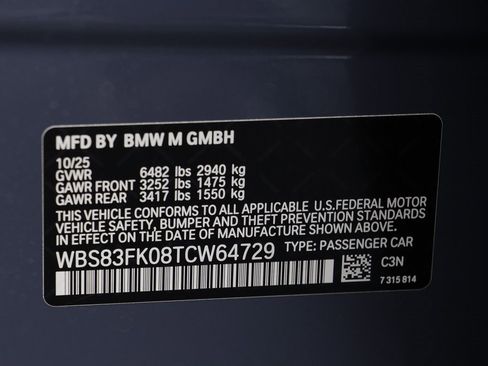 MFD BY BMW M GMBH
10/25
GVWR 6482 lbs 2940 kg
GAWR FRONT 3252 lbs 1475 kg
GAWR REAR 3417 lbs 1550 kg
THIS VEHICLE CONFORMS TO ALL APPLICABLE U.S.FEDERAL MOTOR
VEHICLE SAFETY, BUMPER AND THEFT PREVENTION STANDARDS
IN EFFECT ON THE DATE OF MANUFACTURE SHOWN ABOVE.
WBS83FK08TCW64729 TYPE: PASSENGER CAR
C3N
7 315 814